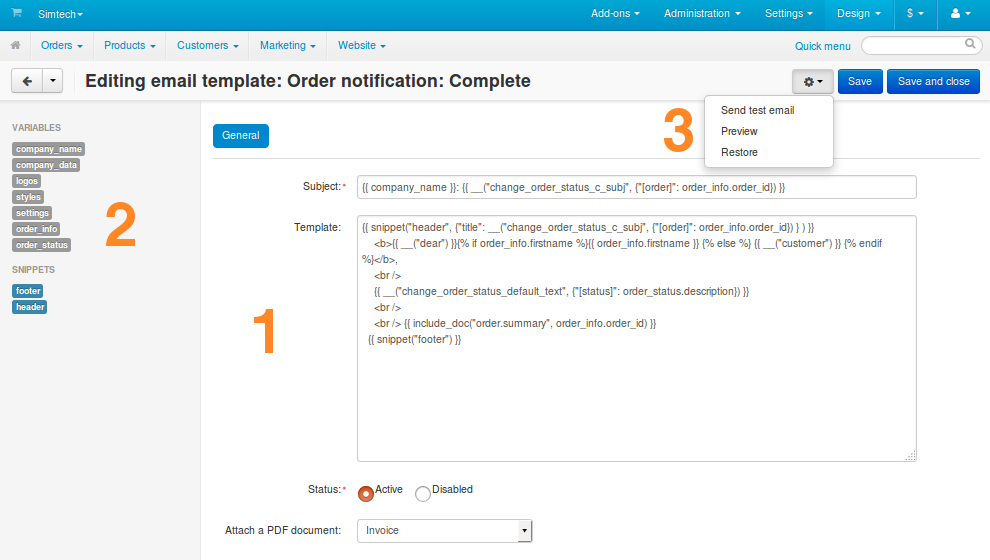 Simtech
Add-ons Administration Settings Design $
Orders Products Customers Marketing Website Quick menu
Editing email template: Order notification: Complete Save Save and close
Send test email
Preview
Restore
3
VARIABLES
company_name
company_data
logos
styles
settings
order_info
order_status
2
SNIPPETS
footer
header
General
Subject:* {{ company_name }}: {{ __("change_order_status_c_subj", {"[order]": order_info.order_id}) }}
Template: {{ snippet("header", {"title": __("change_order_status_c_subj", {"[order]": order_info.order_id}) } ) }}
<b>{{ __("dear") }}{% if order_info.firstname %}{{ order_info.firstname }} {% else %} {{ __("customer") }} {% endif
%}</b>,
<br />
{{ __("change_order_status_default_text", {"[status]": order_status.description}) }}
<br />
<br /> {{ include_doc("order.summary", order_info.order_id) }}
{{ snippet("footer") }}
1
Status:* Active Disabled
Attach a PDF document: Invoice